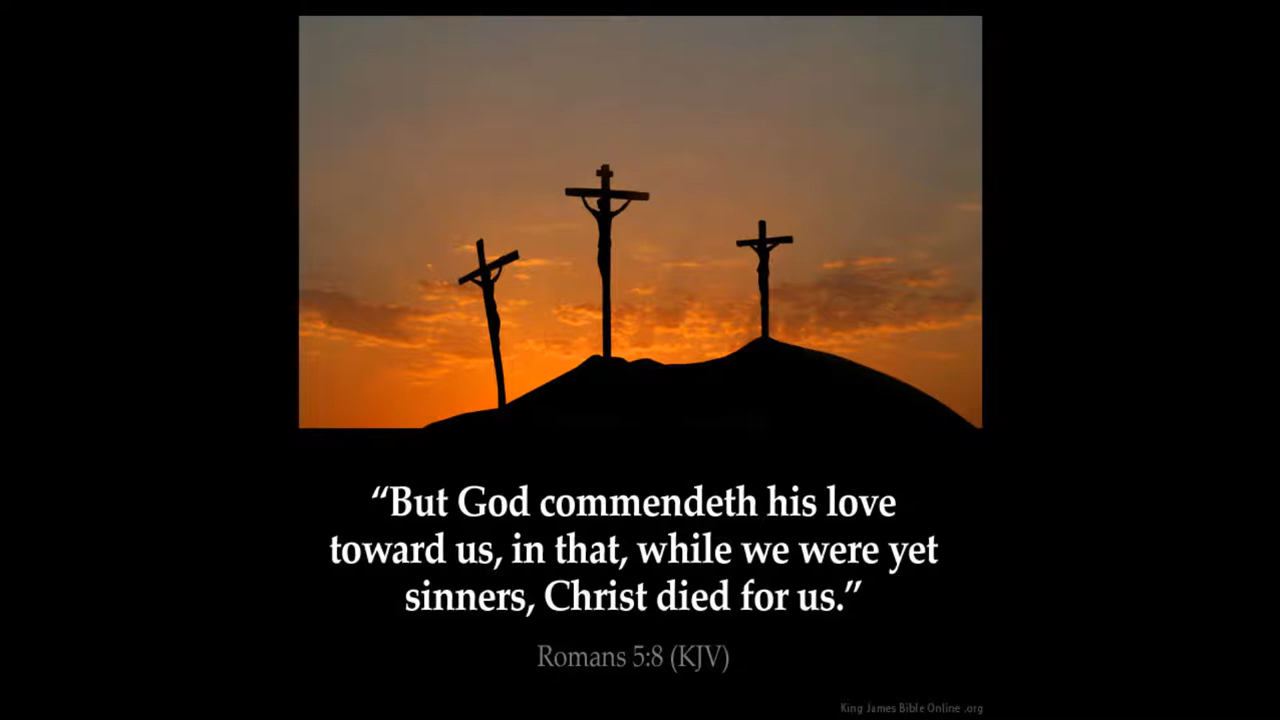 “But God commendeth his love
toward us, in that, while we were yet
sinners, Christ died for us.”
Romans 5:8 (KJV)
King James Bible Online .org